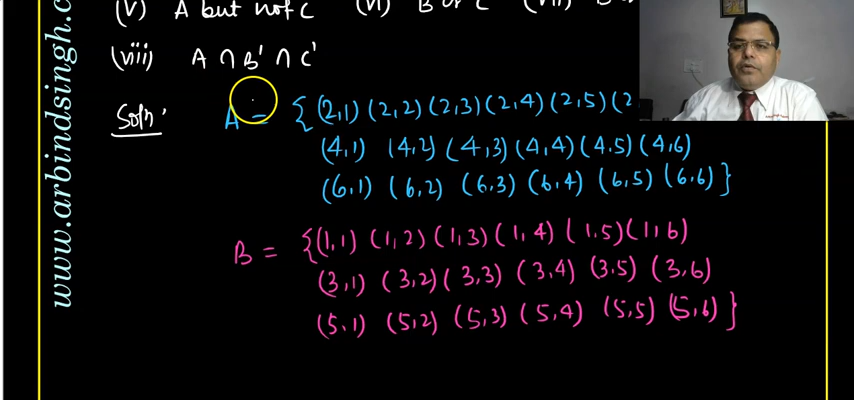 (v) A but not C (vi) B or C (vii)
(viii) A ∩ B' ∩ C'
Soln'
A = { (2,1) (2,2) (2,3) (2,4) (2,5) (2
(4,1) (4,2) (4,3) (4,4) (4,5) (4,6)
(6,1) (6,2) (6,3) (6,4) (6,5) (6,6) }
B = { (1,1) (1,2) (1,3) (1,4) (1,5) (1,6)
(3,1) (3,2) (3,3) (3,4) (3,5) (3,6)
(5,1) (5,2) (5,3) (5,4) (5,5) (5,6) }
www.arbindsingh.c